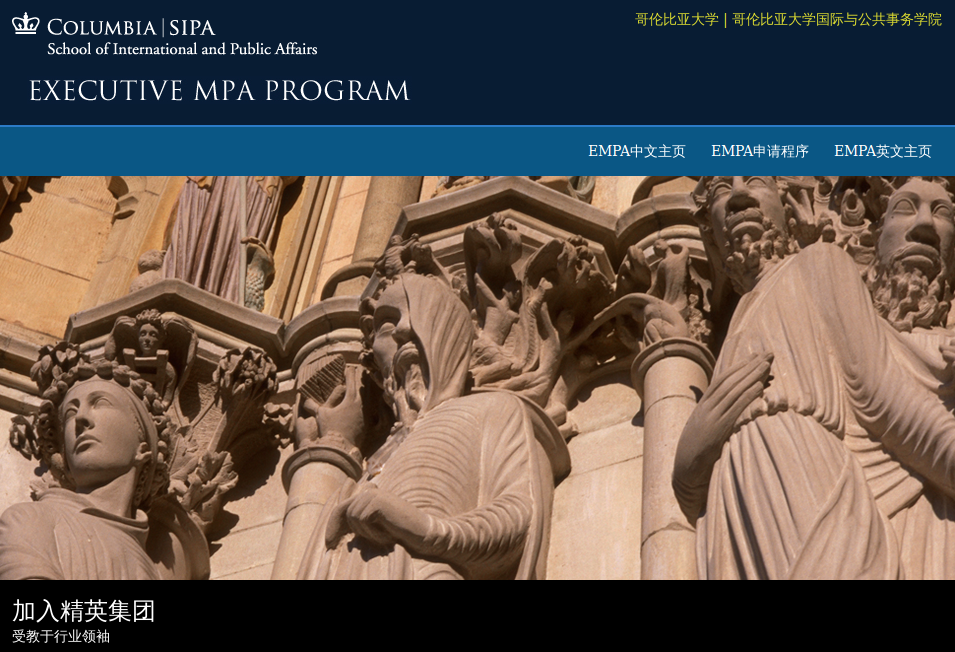 COLUMBIA | SIPA
School of International and Public Affairs
哥伦比亚大学 | 哥伦比亚大学国际与公共事务学院
EXECUTIVE MPA PROGRAM
EMPA中文主页 EMPA申请程序 EMPA英文主页
加入精英集团
受教于行业领袖